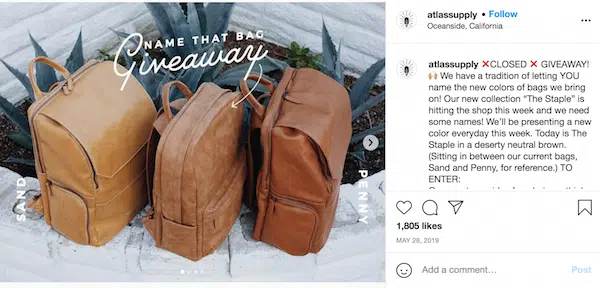 NAME THAT BAG
Giveaway
SAND
PENNY
atlassupply • Follow
Oceanside, California
atlassupply ❌CLOSED ❌ GIVEAWAY!
🙌🏼 We have a tradition of letting YOU
name the new colors of bags we bring
on! Our new collection "The Staple" is
hitting the shop this week and we need
some names! We'll be presenting a new
color everyday this week. Today is The
Staple in a deserty neutral brown.
(Sitting in between our current bags,
Sand and Penny, for reference.) TO
ENTER:
1,805 likes
MAY 28, 2019
Add a comment...
Post